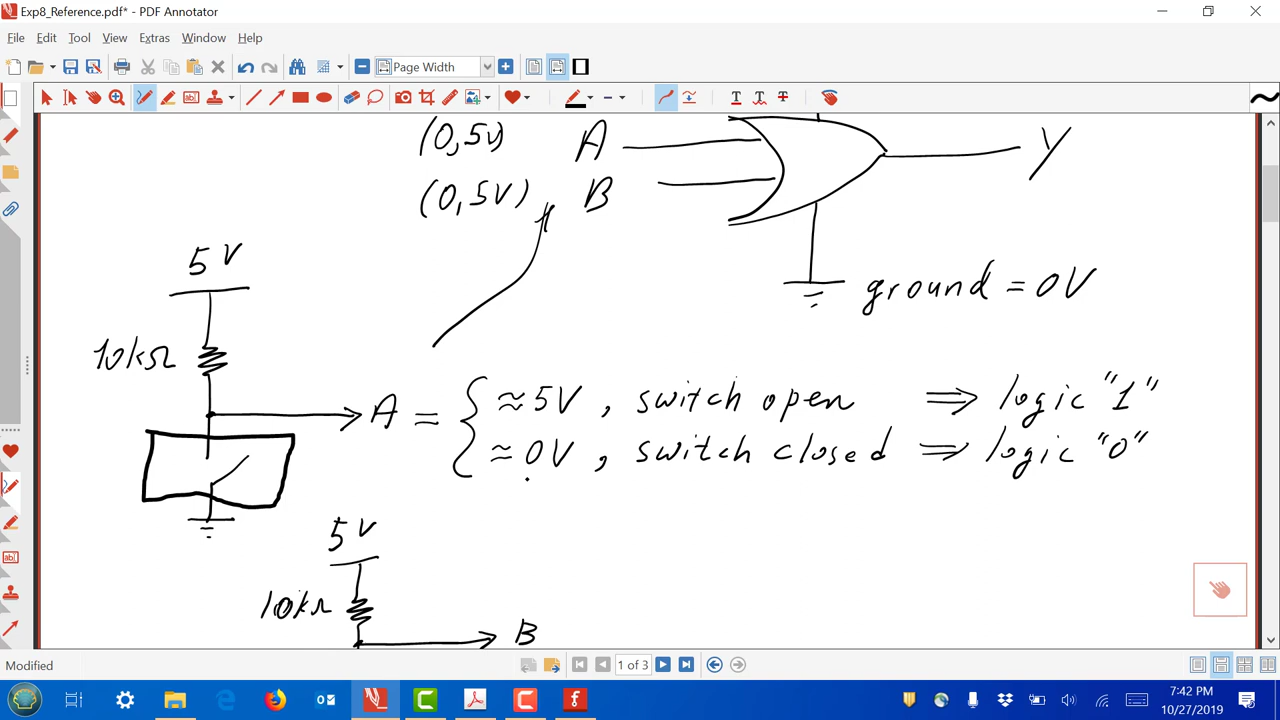 Exp8_Reference.pdf* - PDF Annotator
File Edit Tool View Extras Window Help
Page Width
(0,5V) A
Y
(0,5V) B
5V
ground = 0V
10kΩ
A = ≈5V, switch open ⇒ logic "1"
≈0V, switch closed ⇒ logic "0"
5V
10kΩ
B
Modified
1 of 3
7:42 PM
10/27/2019